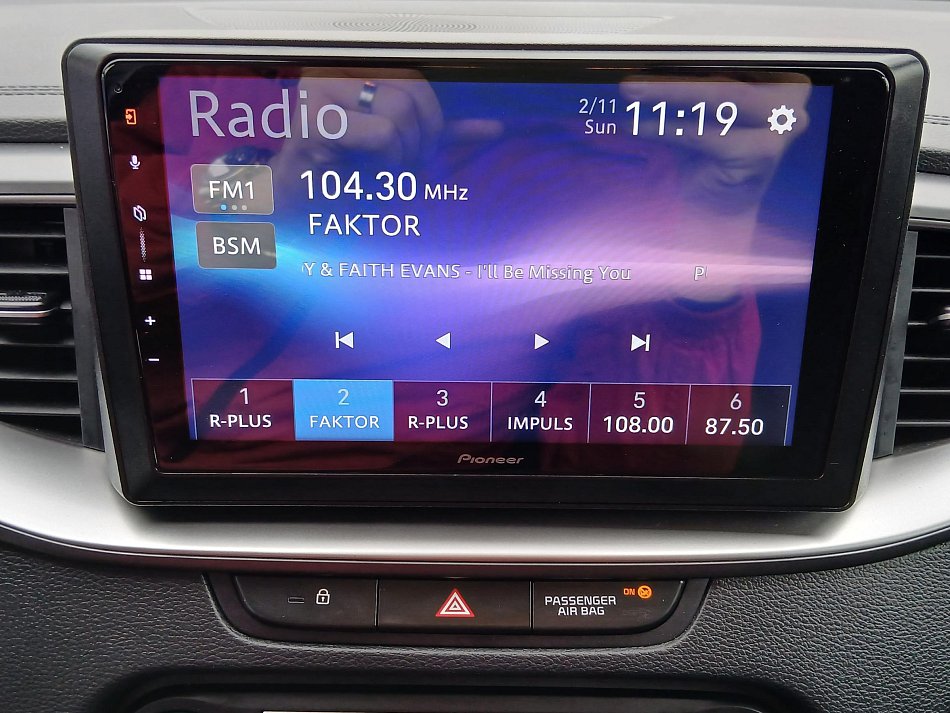 Radio
2/11
Sun
11:19
FM1
104.30 MHz
FAKTOR
BSM
Y & FAITH EVANS - I'll Be Missing You P
1
R-PLUS
2
FAKTOR
3
R-PLUS
4
IMPULS
5
108.00
6
87.50
+
-
Pioneer
PASSENGER
AIR BAG
ON